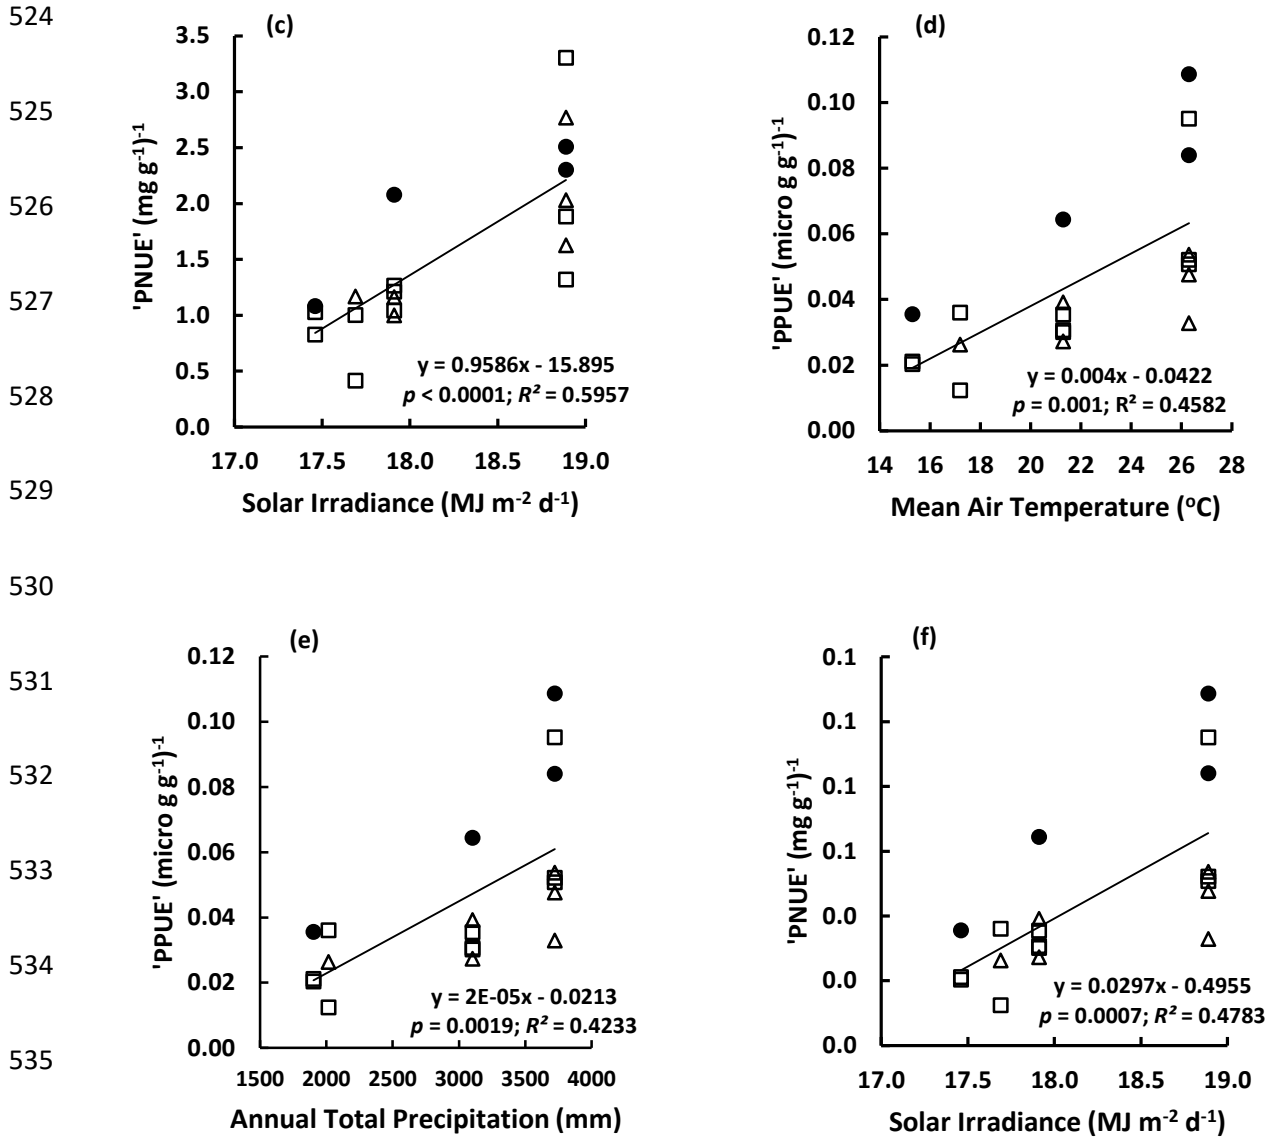 524
525
526
527
528
529
530
531
532
533
534
535
(c)
'PNUE' (mg g⁻¹)⁻¹
3.5
3.0
2.5
2.0
1.5
1.0
0.5
0.0
y = 0.9586x - 15.895
p < 0.0001; R² = 0.5957
17.0 17.5 18.0 18.5 19.0
Solar Irradiance (MJ m⁻² d⁻¹)
(d)
'PPUE' (micro g g⁻¹)⁻¹
0.12
0.10
0.08
0.06
0.04
0.02
0.00
y = 0.004x - 0.0422
p = 0.001; R² = 0.4582
14 16 18 20 22 24 26 28
Mean Air Temperature (ᵒC)
(e)
'PPUE' (micro g g⁻¹)⁻¹
0.12
0.10
0.08
0.06
0.04
0.02
0.00
y = 2E-05x - 0.0213
p = 0.0019; R² = 0.4233
1500 2000 2500 3000 3500 4000
Annual Total Precipitation (mm)
(f)
'PNUE' (mg g⁻¹)⁻¹
0.1
0.1
0.1
0.1
0.0
0.0
0.0
y = 0.0297x - 0.4955
p = 0.0007; R² = 0.4783
17.0 17.5 18.0 18.5 19.0
Solar Irradiance (MJ m⁻² d⁻¹)